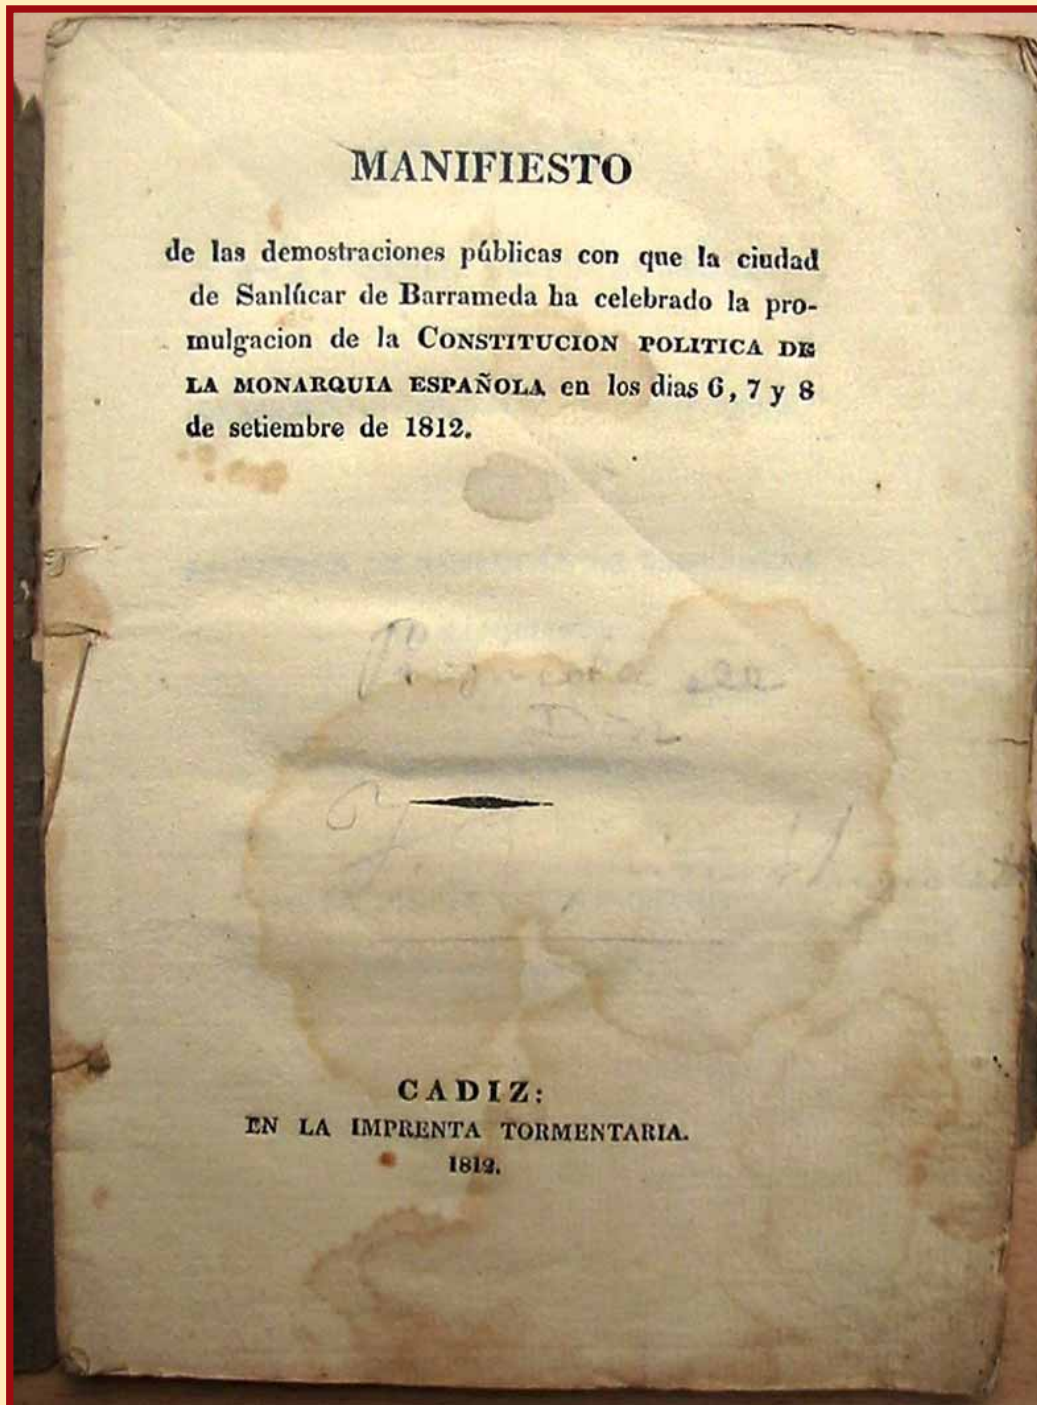 MANIFIESTO
de las demostraciones públicas con que la ciudad
de Sanlúcar de Barrameda ha celebrado la pro-
mulgacion de la CONSTITUCION POLITICA DE
LA MONARQUIA ESPAÑOLA en los dias 6, 7 y 8
de setiembre de 1812.
CADIZ:
EN LA IMPRENTA TORMENTARIA.
1812.